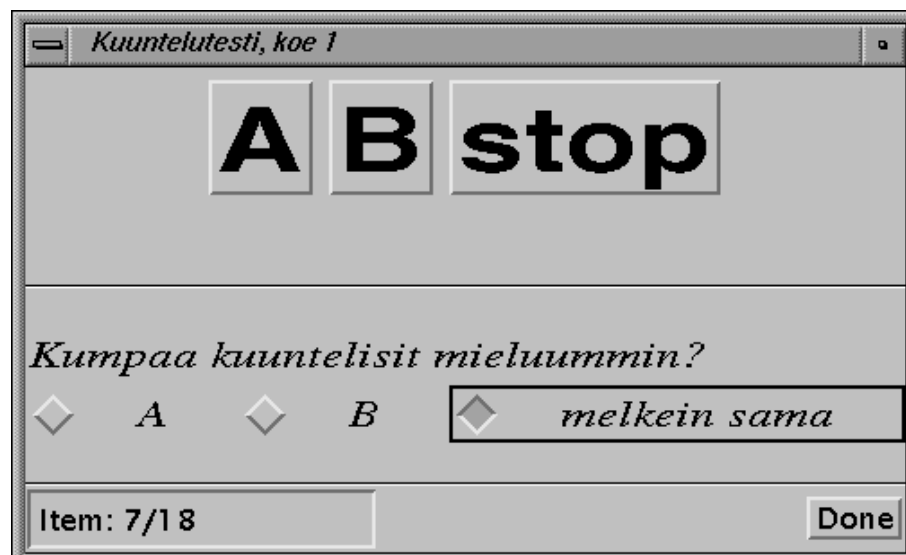 Kuuntelutesti, koe 1
A B stop
Kumpaa kuuntelisit mieluummin?
A B melkein sama
Item: 7/18 Done